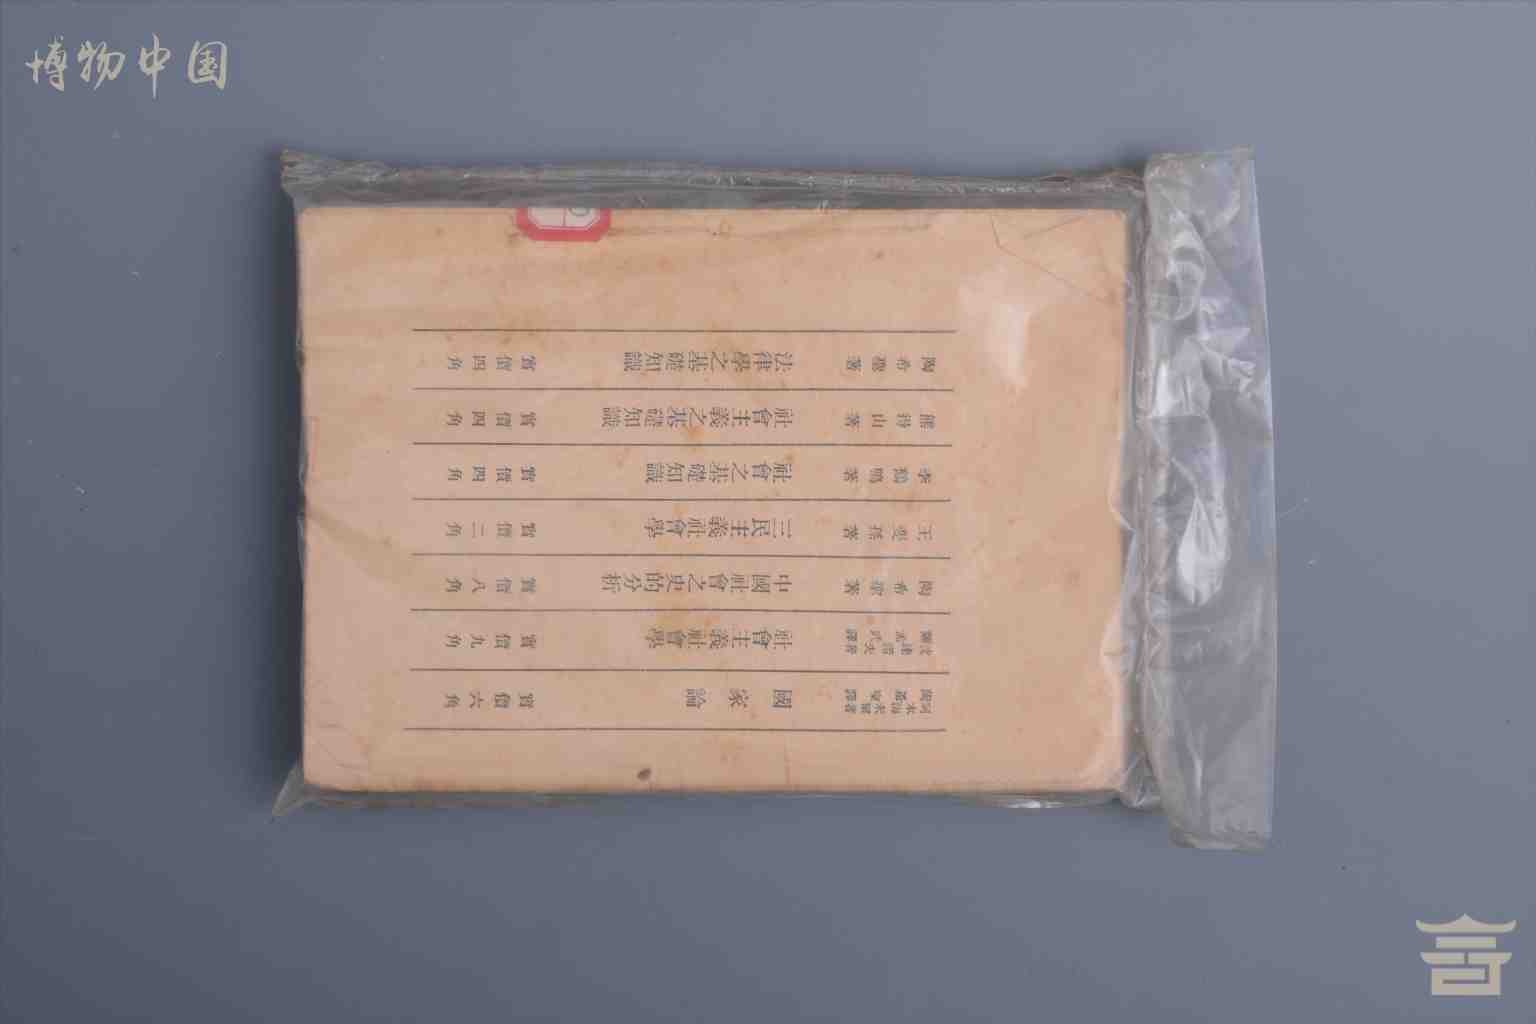 博物中国
國家論 實價六角
社會主義社會學 實價九角
陶希聖著 中國社會之史的分析 實價八角
王斐蓀著 三民主義社會學 實價二角
李鶴鳴著 社會之基礎知識 實價四角
熊得山著 社會主義之基礎知識 實價四角
陶希聖著 法律學之基礎知識 實價四角